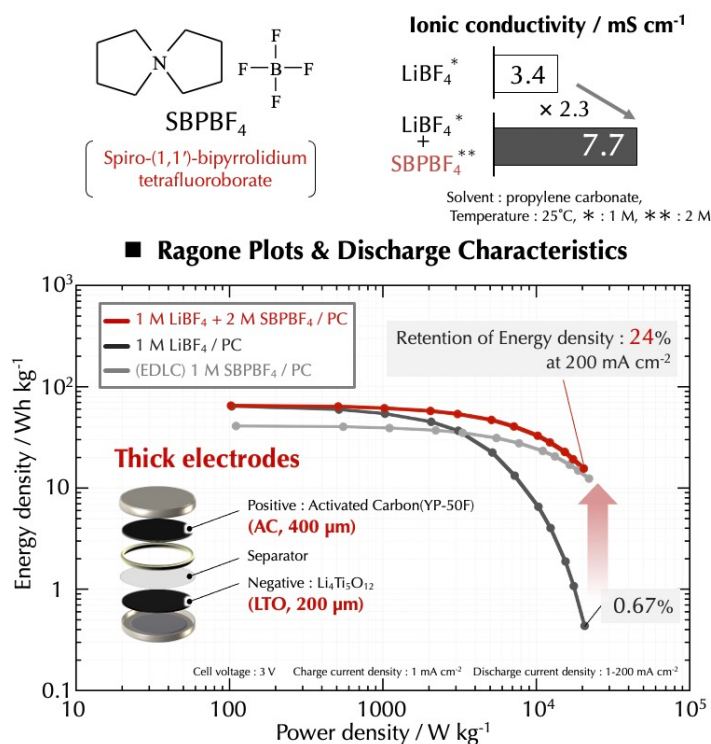 N
F
F—B—F
F
SBPBF₄
Spiro-(1,1')-bipyrrolidium
tetrafluoroborate
Ionic conductivity / mS cm⁻¹
LiBF₄*
3.4
× 2.3
LiBF₄*
+
SBPBF₄**
7.7
Solvent : propylene carbonate,
Temperature : 25°C, * : 1 M, ** : 2 M
■ Ragone Plots & Discharge Characteristics
Energy density / Wh kg⁻¹
10³
10²
10
1
0.1
1 M LiBF₄ + 2 M SBPBF₄ / PC
1 M LiBF₄ / PC
(EDLC) 1 M SBPBF₄ / PC
Retention of Energy density : 24%
at 200 mA cm⁻²
Thick electrodes
Positive : Activated Carbon(YP-50F)
(AC, 400 μm)
Separator
Negative : Li₄Ti₅O₁₂
(LTO, 200 μm)
0.67%
Cell voltage : 3 V Charge current density : 1 mA cm⁻² Discharge current density : 1-200 mA cm⁻²
10 100 1000 10⁴ 10⁵
Power density / W kg⁻¹